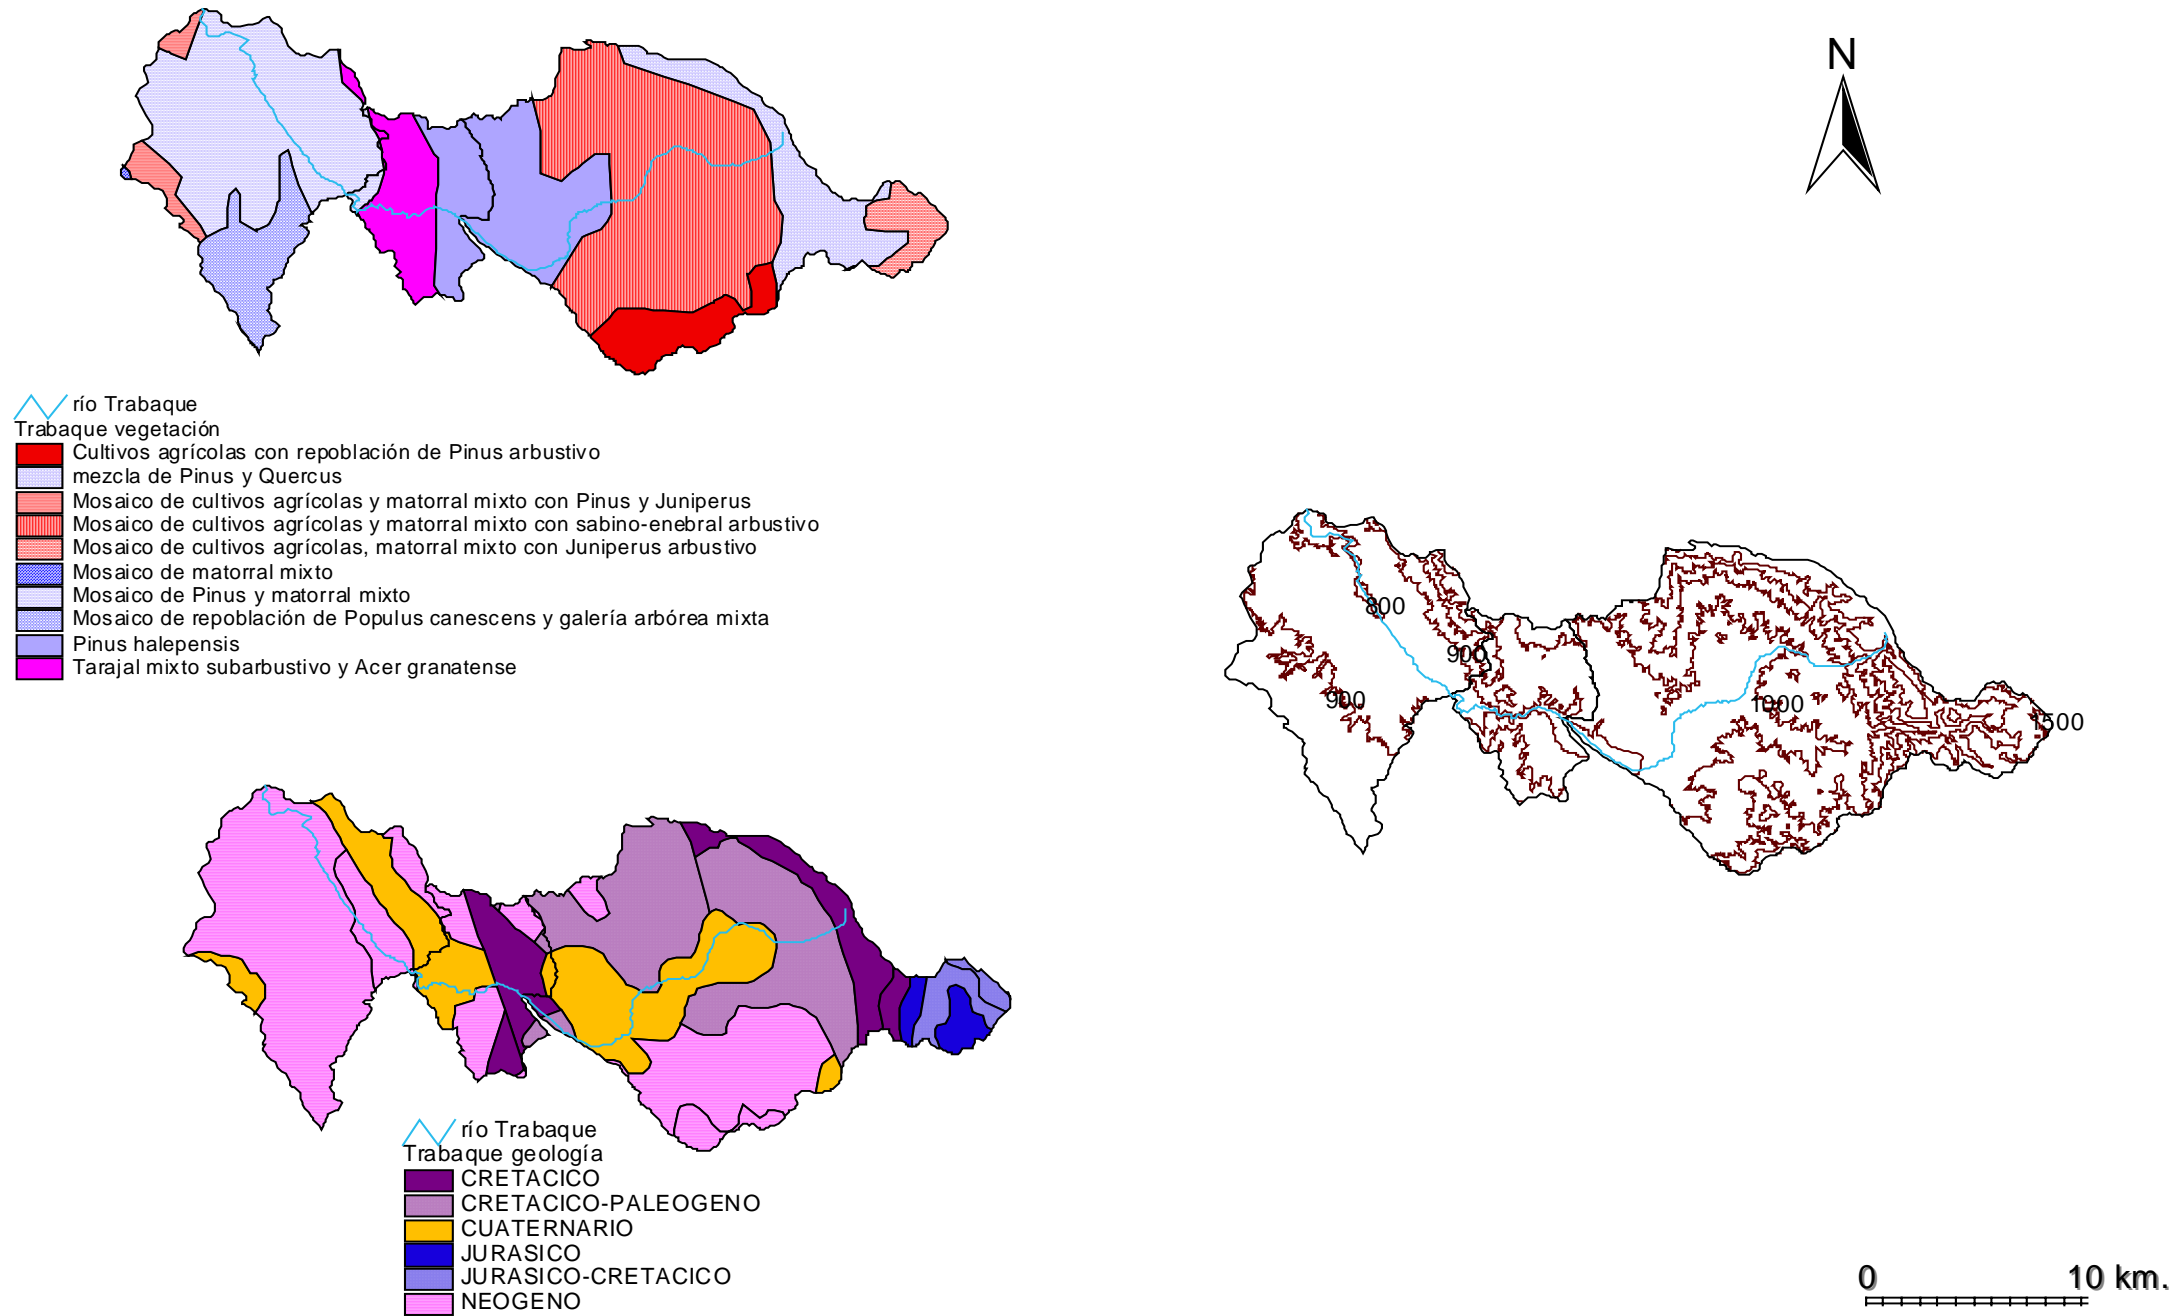 N
río Trabaque
Trabaque vegetación
Cultivos agrícolas con repoblación de Pinus arbustivo
mezcla de Pinus y Quercus
Mosaico de cultivos agrícolas y matorral mixto con Pinus y Juniperus
Mosaico de cultivos agrícolas y matorral mixto con sabino-enebral arbustivo
Mosaico de cultivos agrícolas, matorral mixto con Juniperus arbustivo
Mosaico de matorral mixto
Mosaico de Pinus y matorral mixto
Mosaico de repoblación de Populus canescens y galería arbórea mixta
Pinus halepensis
Tarajal mixto subarbustivo y Acer granatense
800
900
900
1000
1500
río Trabaque
Trabaque geología
CRETACICO
CRETACICO-PALEOGENO
CUATERNARIO
JURASICO
JURASICO-CRETACICO
NEOGENO
0 10 km.